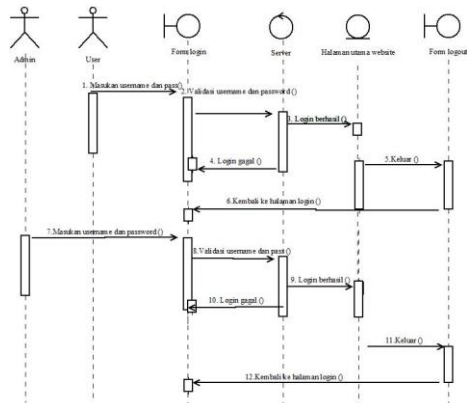 Admin
User
Form login
Server
Halaman utama website
Form logout
1. Masukan username dan pass()
2. Validasi username dan password ()
3. Login berhasil ()
4. Login gagal ()
5.Keluar ()
6.Kembali ke halaman login ()
7.Masukan username dan password ()
8.Validasi username dan pass ()
9. Login berhasil ()
10. Login gagal ()
11.Keluar ()
12.Kembali ke halaman login ()